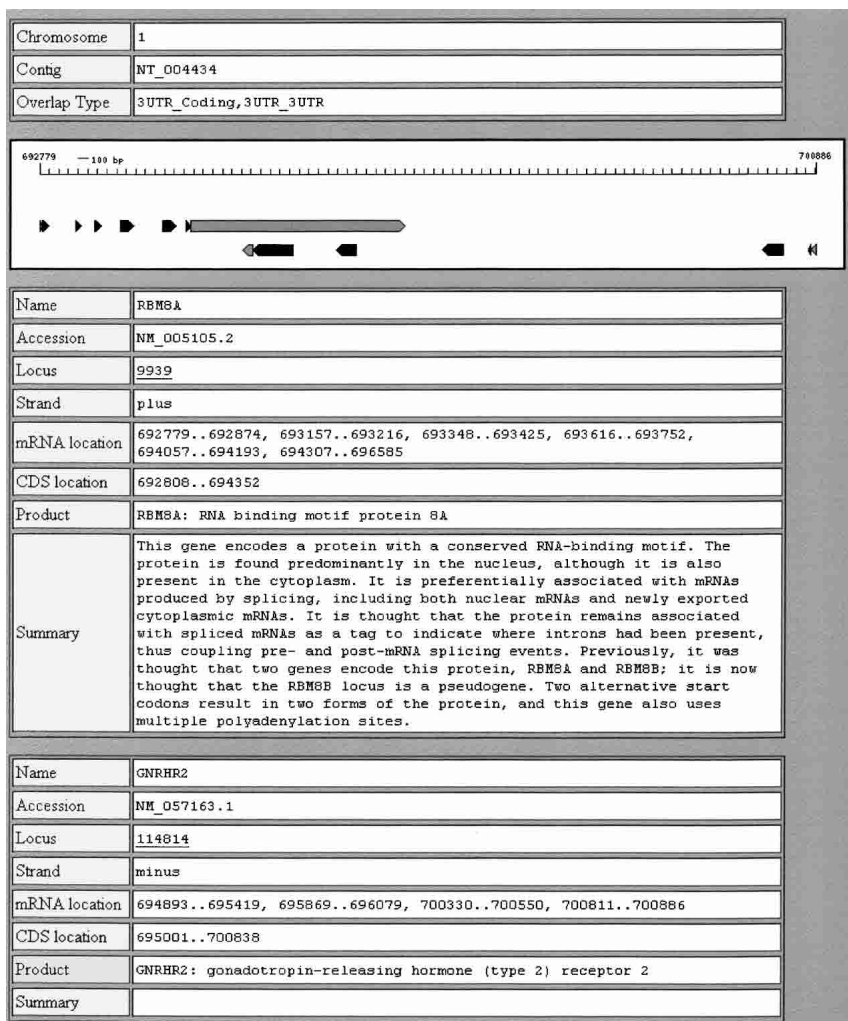 Chromosome 1
Contig NT_004434
Overlap Type 3UTR_Coding,3UTR_3UTR
692779 100 bp 700886
Name RBM8A
Accession NM_005105.2
Locus 9939
Strand plus
mRNA location 692779..692874, 693157..693216, 693348..693425, 693616..693752,
694057..694193, 694307..696585
CDS location 692808..694352
Product RBM8A: RNA binding motif protein 8A
Summary This gene encodes a protein with a conserved RNA-binding motif. The
protein is found predominantly in the nucleus, although it is also
present in the cytoplasm. It is preferentially associated with mRNAs
produced by splicing, including both nuclear mRNAs and newly exported
cytoplasmic mRNAs. It is thought that the protein remains associated
with spliced mRNAs as a tag to indicate where introns had been present,
thus coupling pre- and post-mRNA splicing events. Previously, it was
thought that two genes encode this protein, RBM8A and RBM8B; it is now
thought that the RBM8B locus is a pseudogene. Two alternative start
codons result in two forms of the protein, and this gene also uses
multiple polyadenylation sites.
Name GNRHR2
Accession NM_057163.1
Locus 114814
Strand minus
mRNA location 694893..695419, 695869..696079, 700330..700550, 700811..700886
CDS location 695001..700838
Product GNRHR2: gonadotropin-releasing hormone (type 2) receptor 2
Summary